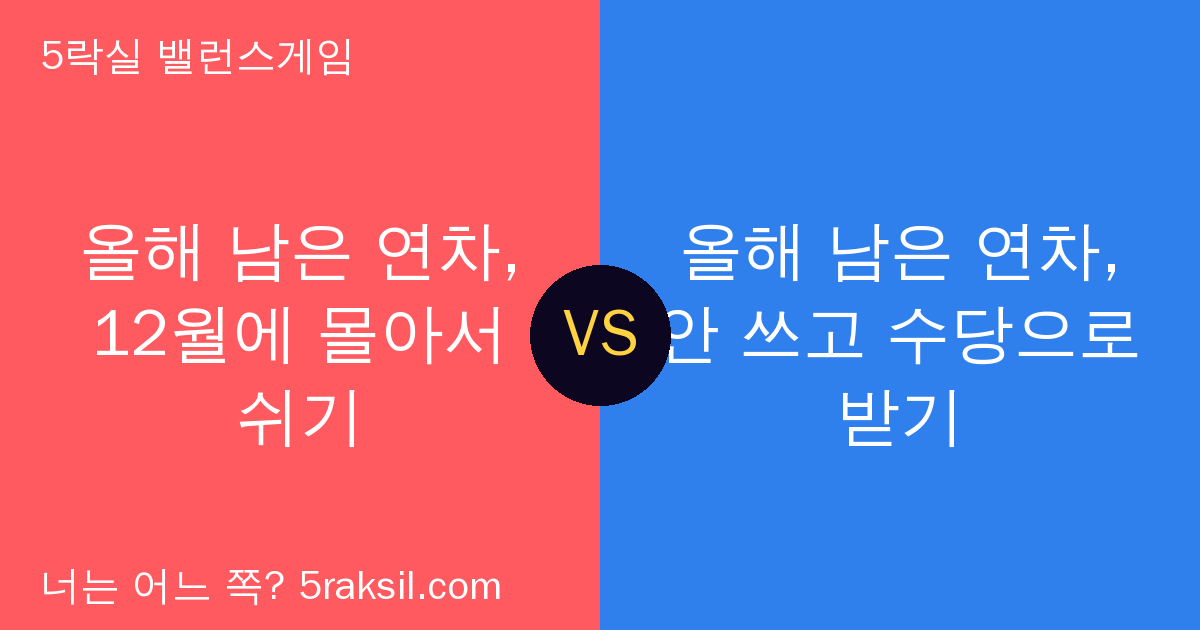 5락실 밸런스게임
올해 남은 연차,
12월에 몰아서
쉬기
VS
올해 남은 연차,
안 쓰고 수당으로
받기
너는 어느 쪽? 5raksil.com